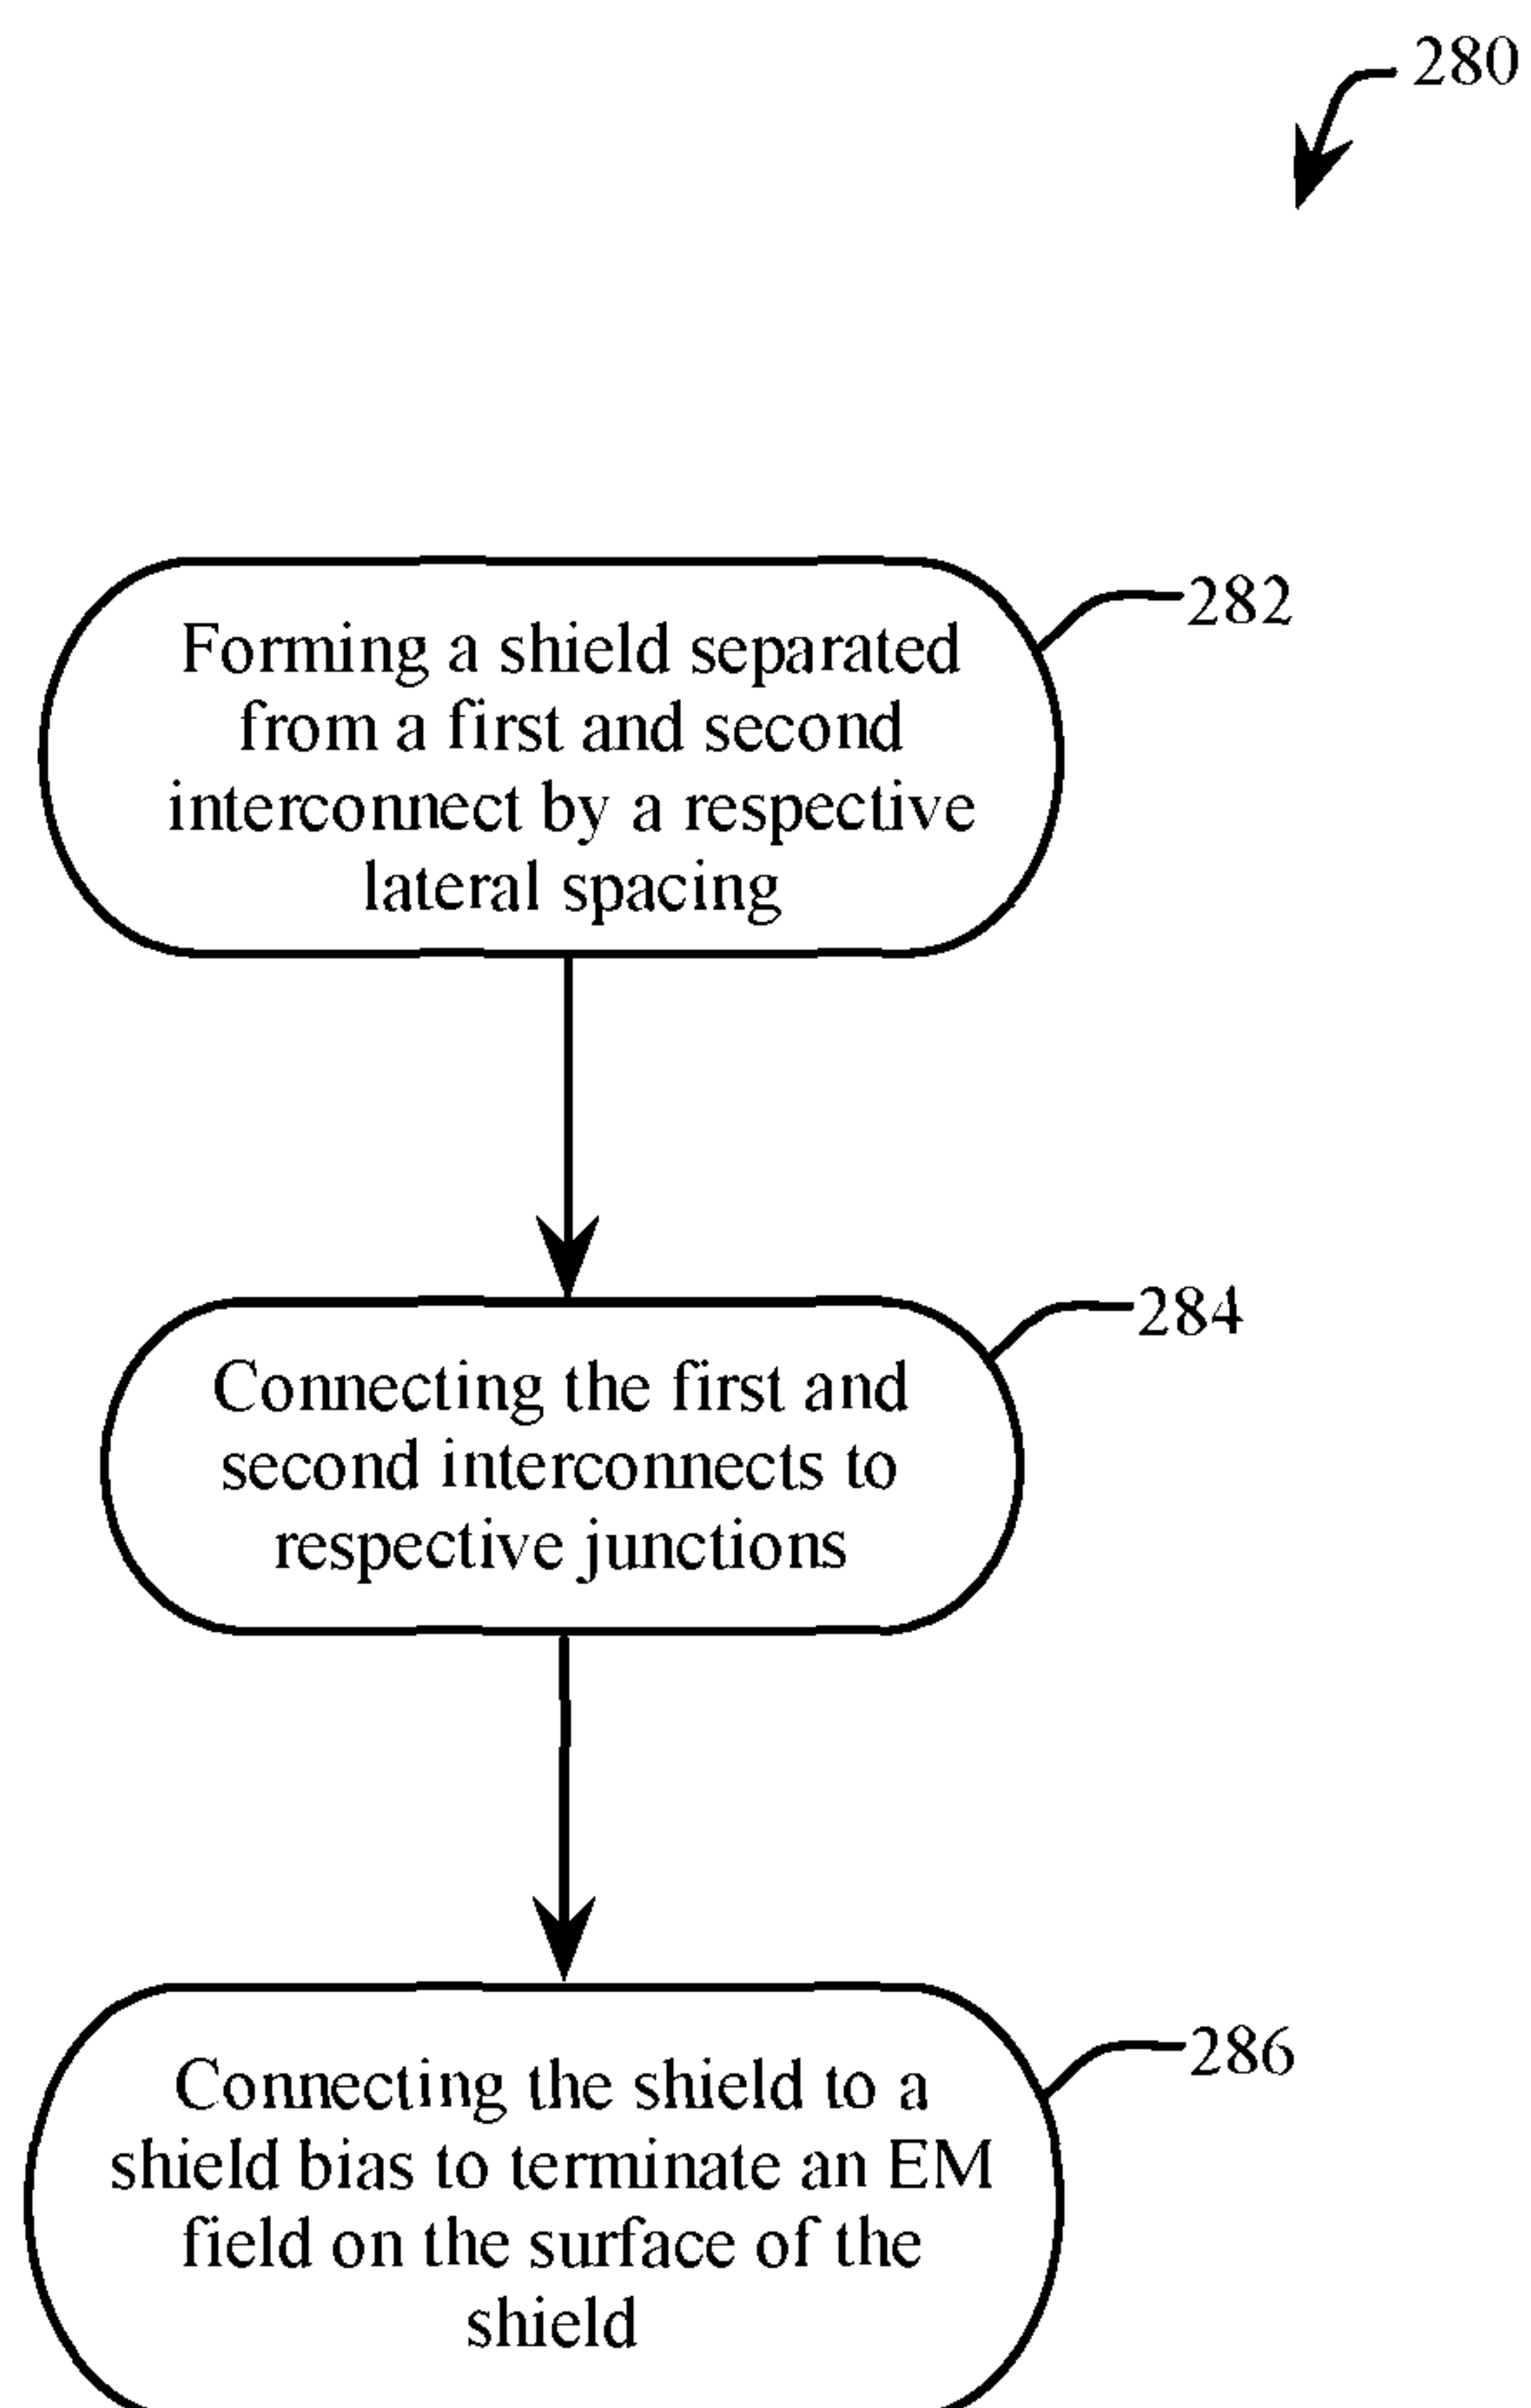 280
Forming a shield separated
from a first and second
interconnect by a respective
lateral spacing
282
Connecting the first and
second interconnects to
respective junctions
284
Connecting the shield to a
shield bias to terminate an EM
field on the surface of the
shield
286